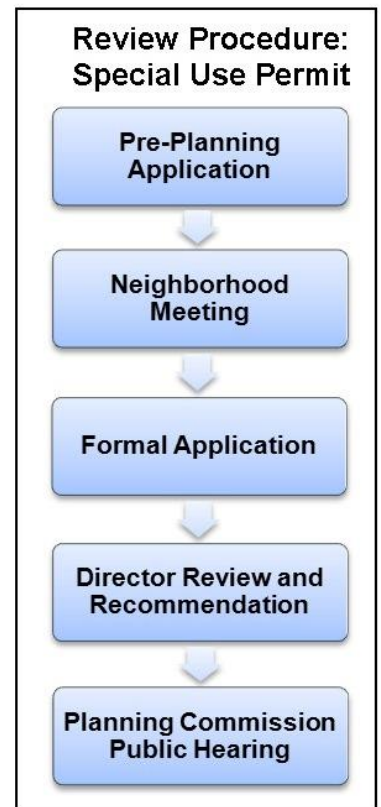 Review Procedure:
Special Use Permit
Pre-Planning
Application
Neighborhood
Meeting
Formal Application
Director Review and
Recommendation
Planning Commission
Public Hearing